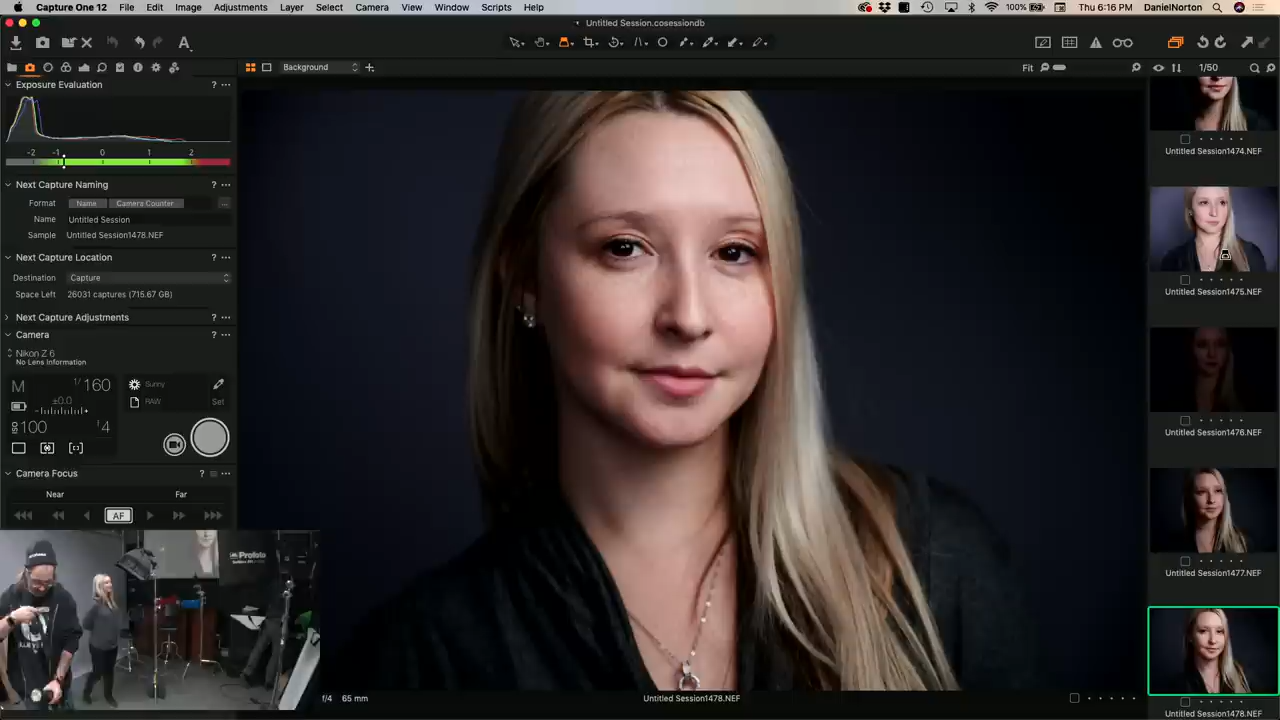 Capture One 12 File Edit Image Adjustments Layer Select Camera View Window Scripts Help 100% Thu 6:16 PM DanielNorton
Untitled Session.cosessiondb
A
Background Fit 1/50
Exposure Evaluation ? ...
-2 -1 0 1 2
Next Capture Naming ? ...
Format Name Camera Counter ...
Name Untitled Session
Sample Untitled Session1478.NEF
Next Capture Location ? ...
Destination Capture
Space Left 26031 captures (715.67 GB)
Next Capture Adjustments ? ...
Camera ? ...
Nikon Z 6
No Lens Information
M 1/160 Sunny
±0.0 RAW Set
ISO 100 f 4
Camera Focus ? ...
Near Far
AF
Profoto
f/4 65 mm Untitled Session1478.NEF
Untitled Session1474.NEF
Untitled Session1475.NEF
Untitled Session1476.NEF
Untitled Session1477.NEF
Untitled Session1478.NEF